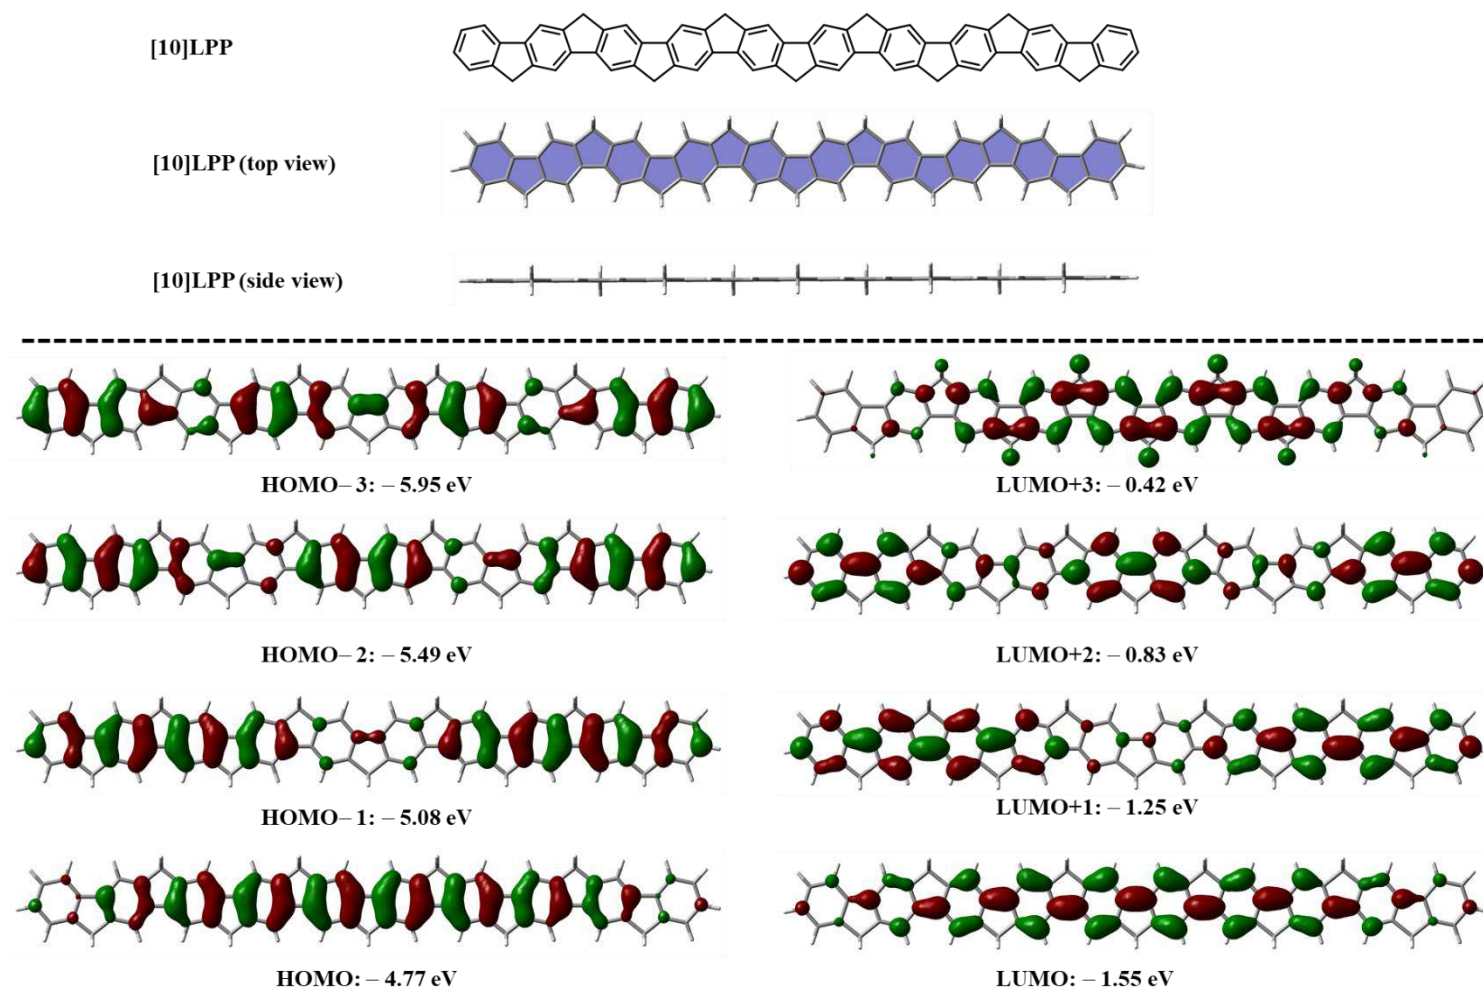 [10]LPP
[10]LPP (top view)
[10]LPP (side view)
HOMO– 3: – 5.95 eV
LUMO+3: – 0.42 eV
HOMO– 2: – 5.49 eV
LUMO+2: – 0.83 eV
HOMO– 1: – 5.08 eV
LUMO+1: – 1.25 eV
HOMO: – 4.77 eV
LUMO: – 1.55 eV